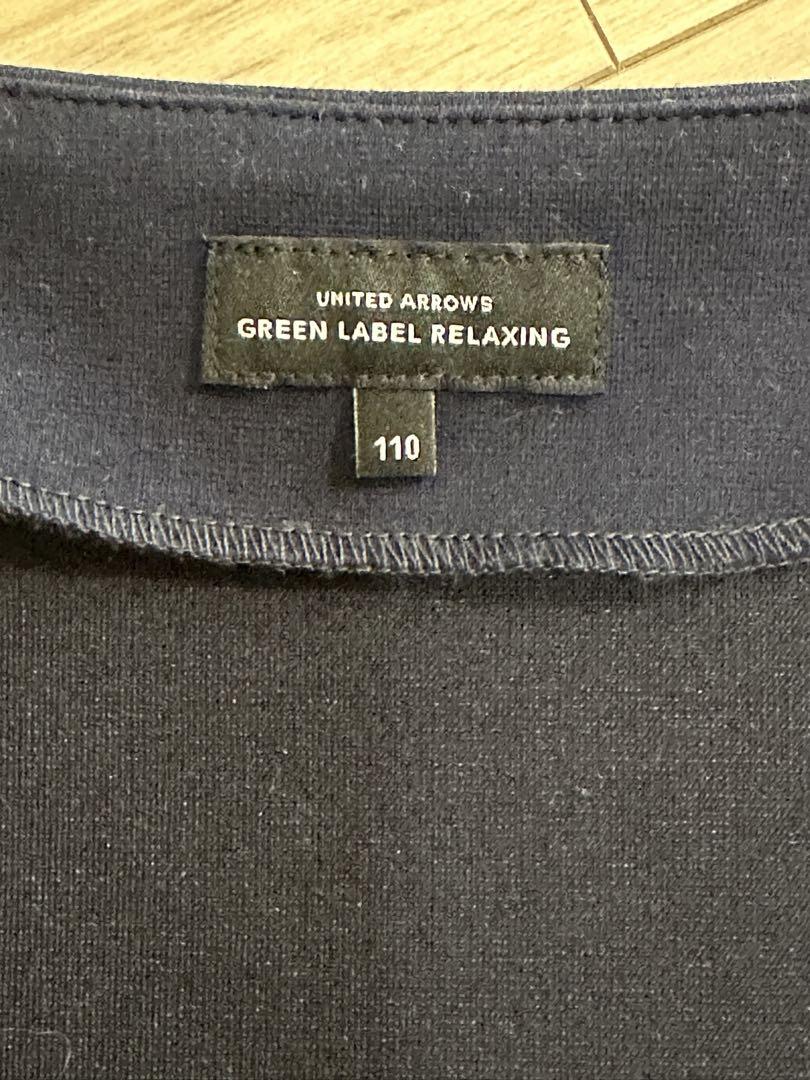 UNITED ARROWS
GREEN LABEL RELAXING
110